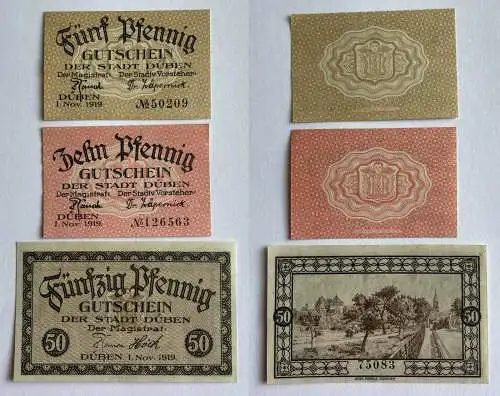 Fünf Pfennig
GUTSCHEIN
DER STADT DÜBEN
Der Magistrat: Der Stadtv. Vorsteher:
DÜBEN
1. Nov. 1919. № 50209
Zehn Pfennig
GUTSCHEIN
DER STADT DÜBEN
Der Magistrat: Der Stadtv. Vorsteher:
DÜBEN
1. Nov. 1919. № 126563
Fünfzig Pfennig
GUTSCHEIN
DER STADT DÜBEN
Der Magistrat:
50 50
DÜBEN 1. Nov. 1919.
50 50
75083